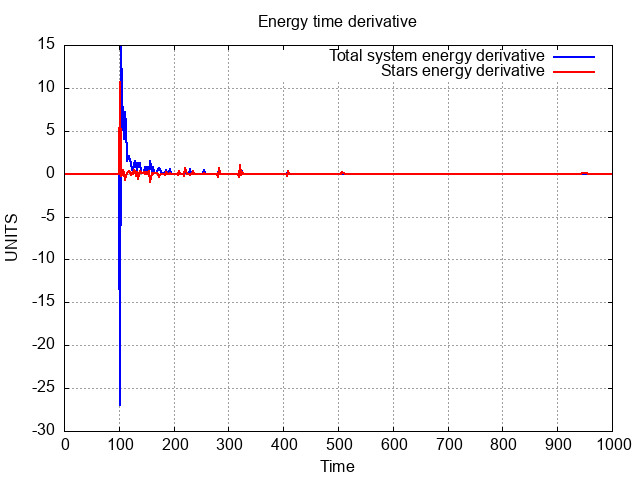 Energy time derivative
Total system energy derivative
Stars energy derivative
15
10
5
0
-5
-10
-15
-20
-25
-30
UNITS
0 100 200 300 400 500 600 700 800 900 1000
Time